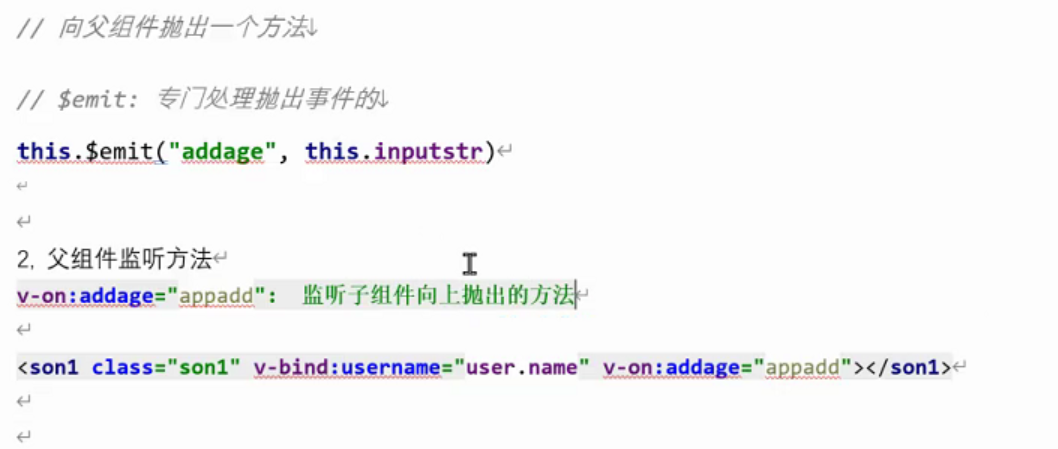 // 向父组件抛出一个方法↓
// $emit: 专门处理抛出事件的↓
this.$emit("addage", this.inputstr)↵
↵
↵
2, 父组件监听方法↵
v-on:addage="appadd": 监听子组件向上抛出的方法↵
↵
<son1 class="son1" v-bind:username="user.name" v-on:addage="appadd"></son1>↵
↵
↵